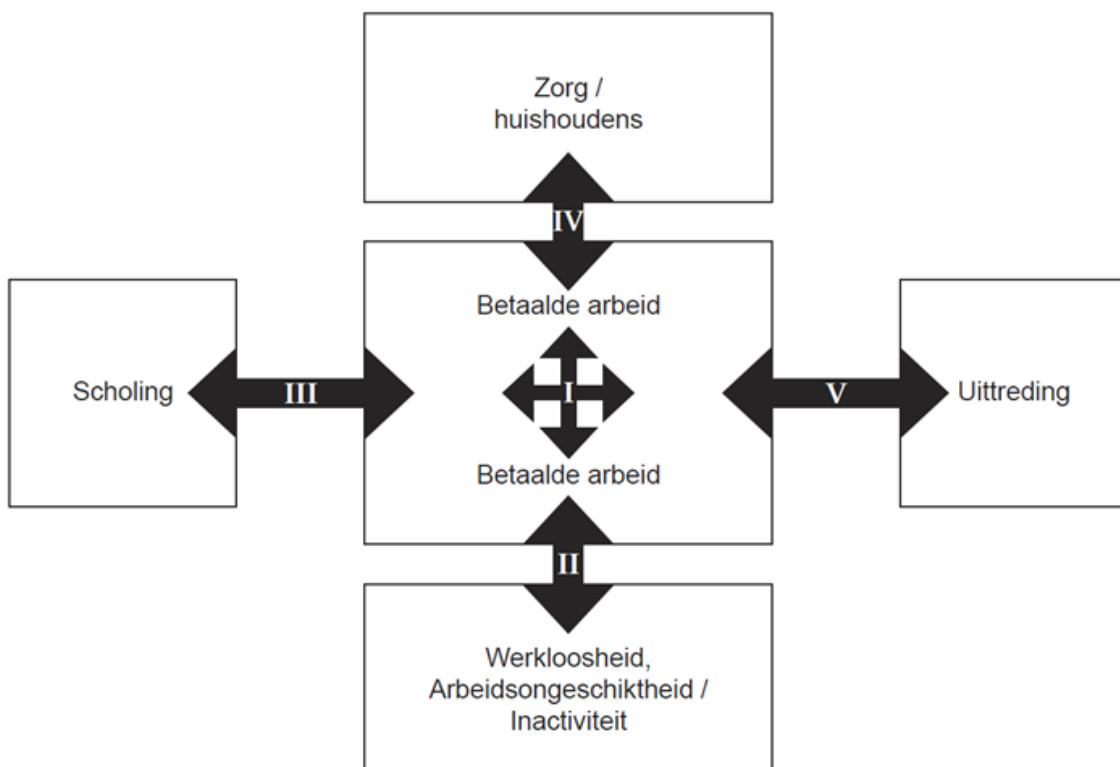 Zorg /
huishoudens
IV
Betaalde arbeid
Scholing
III
I
V
Uittreding
Betaalde arbeid
II
Werkloosheid,
Arbeidsongeschiktheid /
Inactiviteit